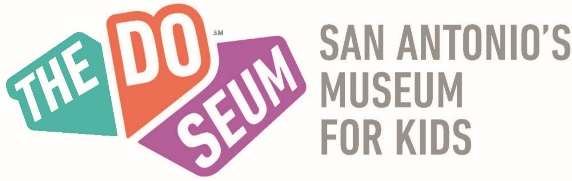 THE DO SEUM SM
SAN ANTONIO'S
MUSEUM
FOR KIDS